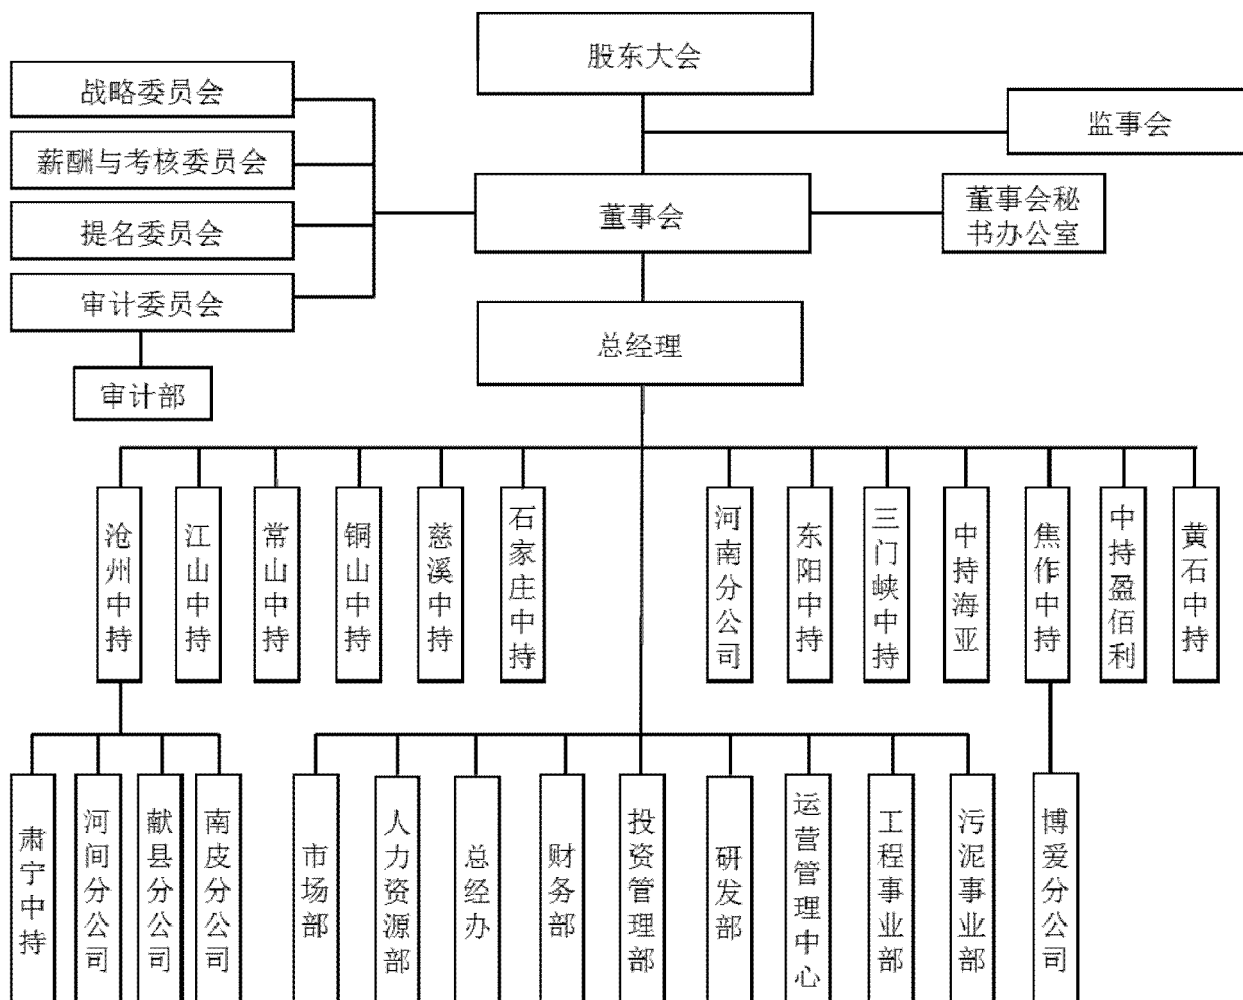 股东大会
战略委员会
监事会
薪酬与考核委员会
董事会
董事会秘
书办公室
提名委员会
审计委员会
总经理
审计部
沧州中持
江山中持
常山中持
铜山中持
慈溪中持
石家庄中持
河南分公司
东阳中持
三门峡中持
中持海亚
焦作中持
中持盈佰利
黄石中持
肃宁中持
河间分公司
献县分公司
南皮分公司
市场部
人力资源部
总经办
财务部
投资管理部
研发部
运营管理中心
工程事业部
污泥事业部
博爱分公司